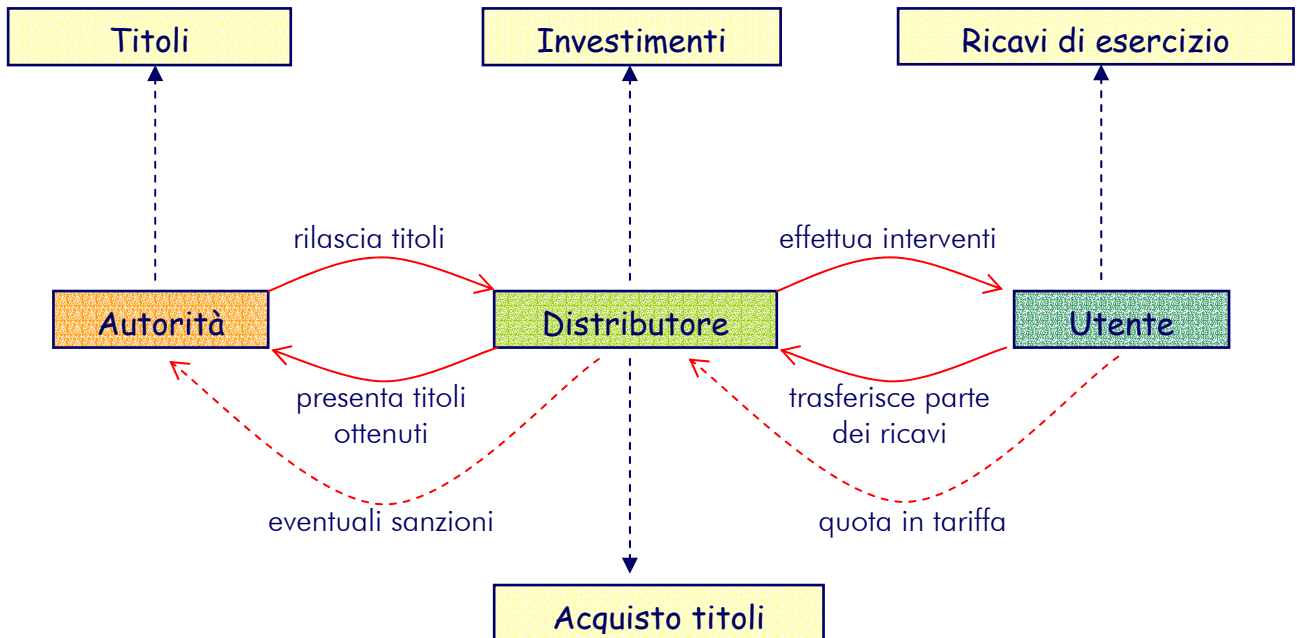 Titoli
Investimenti
Ricavi di esercizio
rilascia titoli
effettua interventi
Autorità
Distributore
Utente
presenta titoli
ottenuti
trasferisce parte
dei ricavi
eventuali sanzioni
quota in tariffa
Acquisto titoli